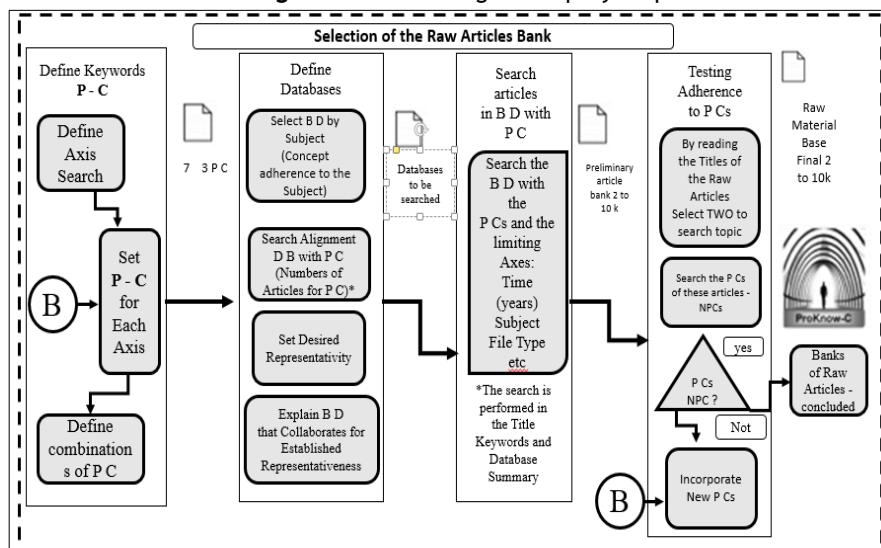 Selection of the Raw Articles Bank
Define Keywords
P - C
Define
Axis
Search
Set
P - C
for
Each
Axis
B
Define
combination
s of P C
7 3 P C
Define
Databases
Select B D by
Subject
(Concept
adherence to the
Subject)
Search Alignment
D B with P C
(Numbers of
Articles for P C)*
Set Desired
Representativity
Explain B D
that Collaborates for
Established
Representativeness
Databases
to be
searched
Search
articles
in B D with
P C
Search the
B D with
the
P Cs and the
limiting
Axes:
Time
(years)
Subject
File Type
etc
*The search is
performed in
the Title
Keywords and
Database
Summary
Preliminary
article
bank 2 to
10 k
Testing
Adherence
to P Cs
By reading
the Titles of
the Raw
Articles
Select TWO to
search topic
Search the P Cs
of these articles -
NPCs
P Cs
NPC ?
yes
Not
Incorporate
New P Cs
B
Raw
Material
Base
Final 2
to 10k
ProKnow-C
Banks
of Raw
Articles -
concluded